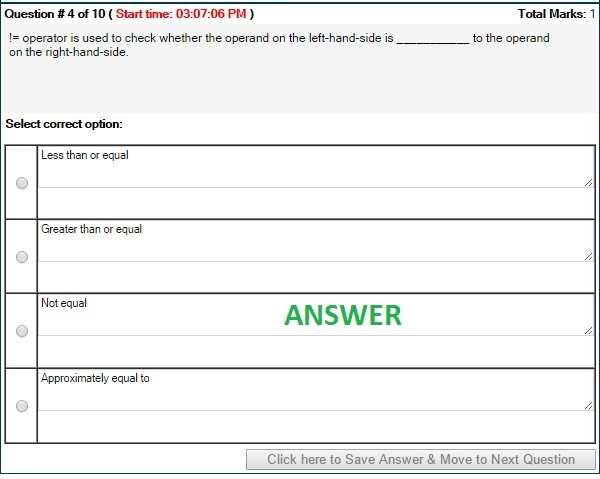 Question # 4 of 10 ( Start time: 03:07:06 PM ) Total Marks: 1
!= operator is used to check whether the operand on the left-hand-side is ___________ to the operand
on the right-hand-side.
Select correct option:
Less than or equal
Greater than or equal
Not equal
ANSWER
Approximately equal to
Click here to Save Answer & Move to Next Question